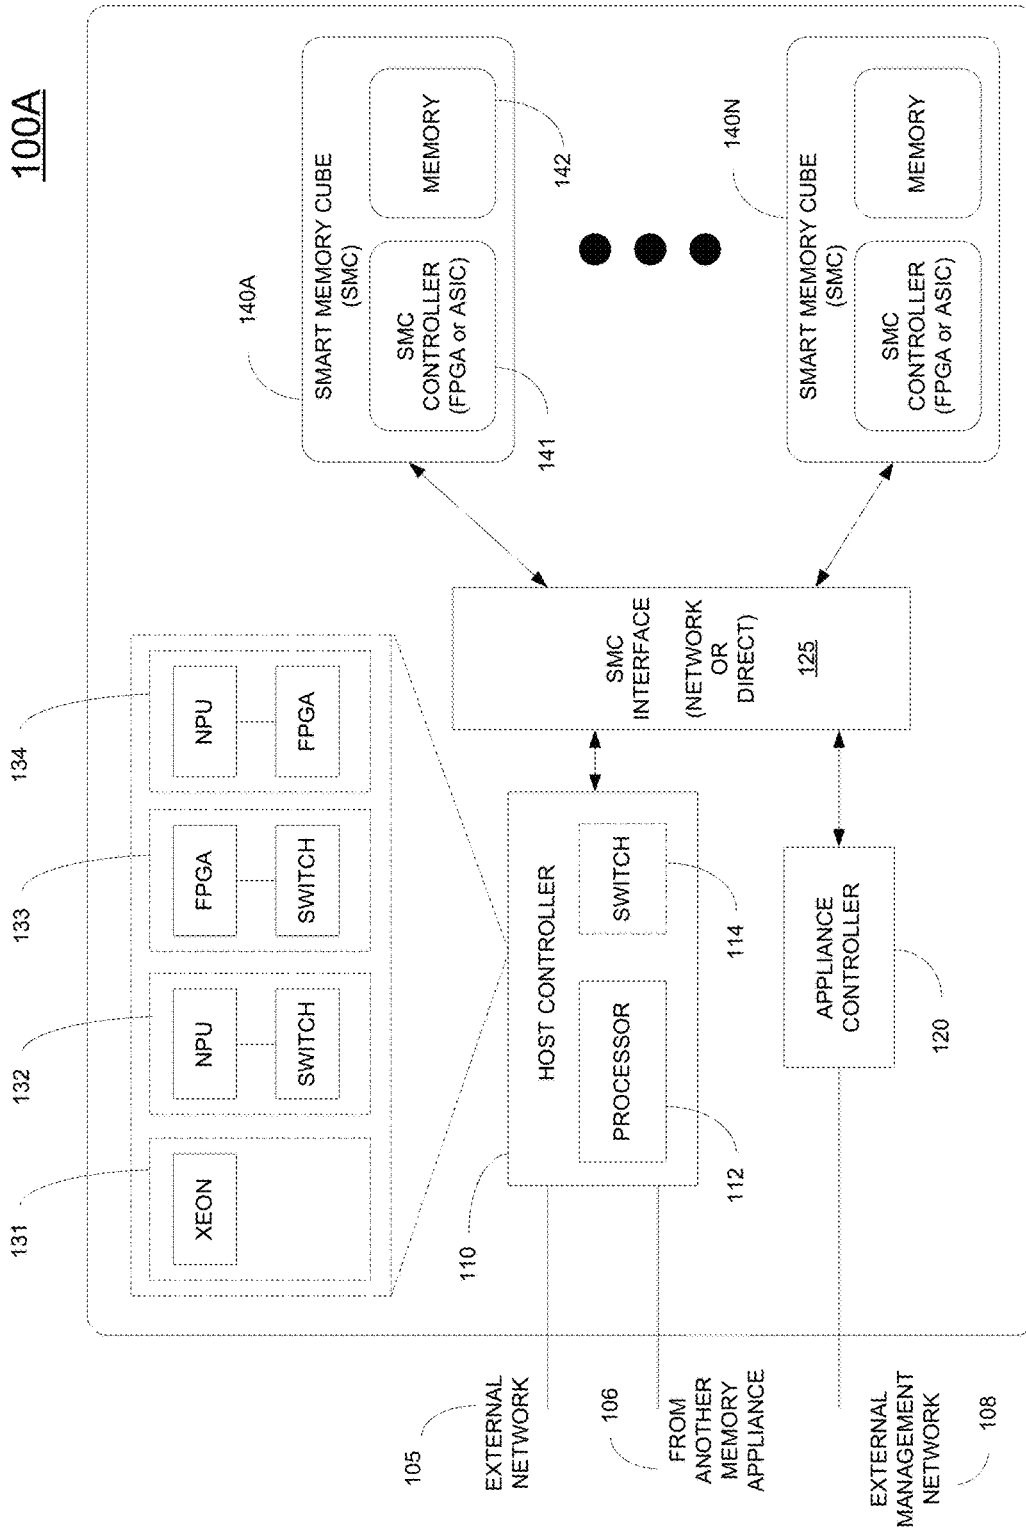 100A
134
133
132
131
NPU
FPGA
FPGA
SWITCH
NPU
SWITCH
XEON
140A
SMART MEMORY CUBE
(SMC)
SMC
CONTROLLER
(FPGA or ASIC)
MEMORY
141
142
140N
SMART MEMORY CUBE
(SMC)
SMC
CONTROLLER
(FPGA or ASIC)
MEMORY
SMC
INTERFACE
(NETWORK
OR
DIRECT)
125
110
HOST CONTROLLER
PROCESSOR
SWITCH
112
114
APPLIANCE
CONTROLLER
120
105
EXTERNAL
NETWORK
106
FROM
ANOTHER
MEMORY
APPLIANCE
EXTERNAL
MANAGEMENT
NETWORK
108